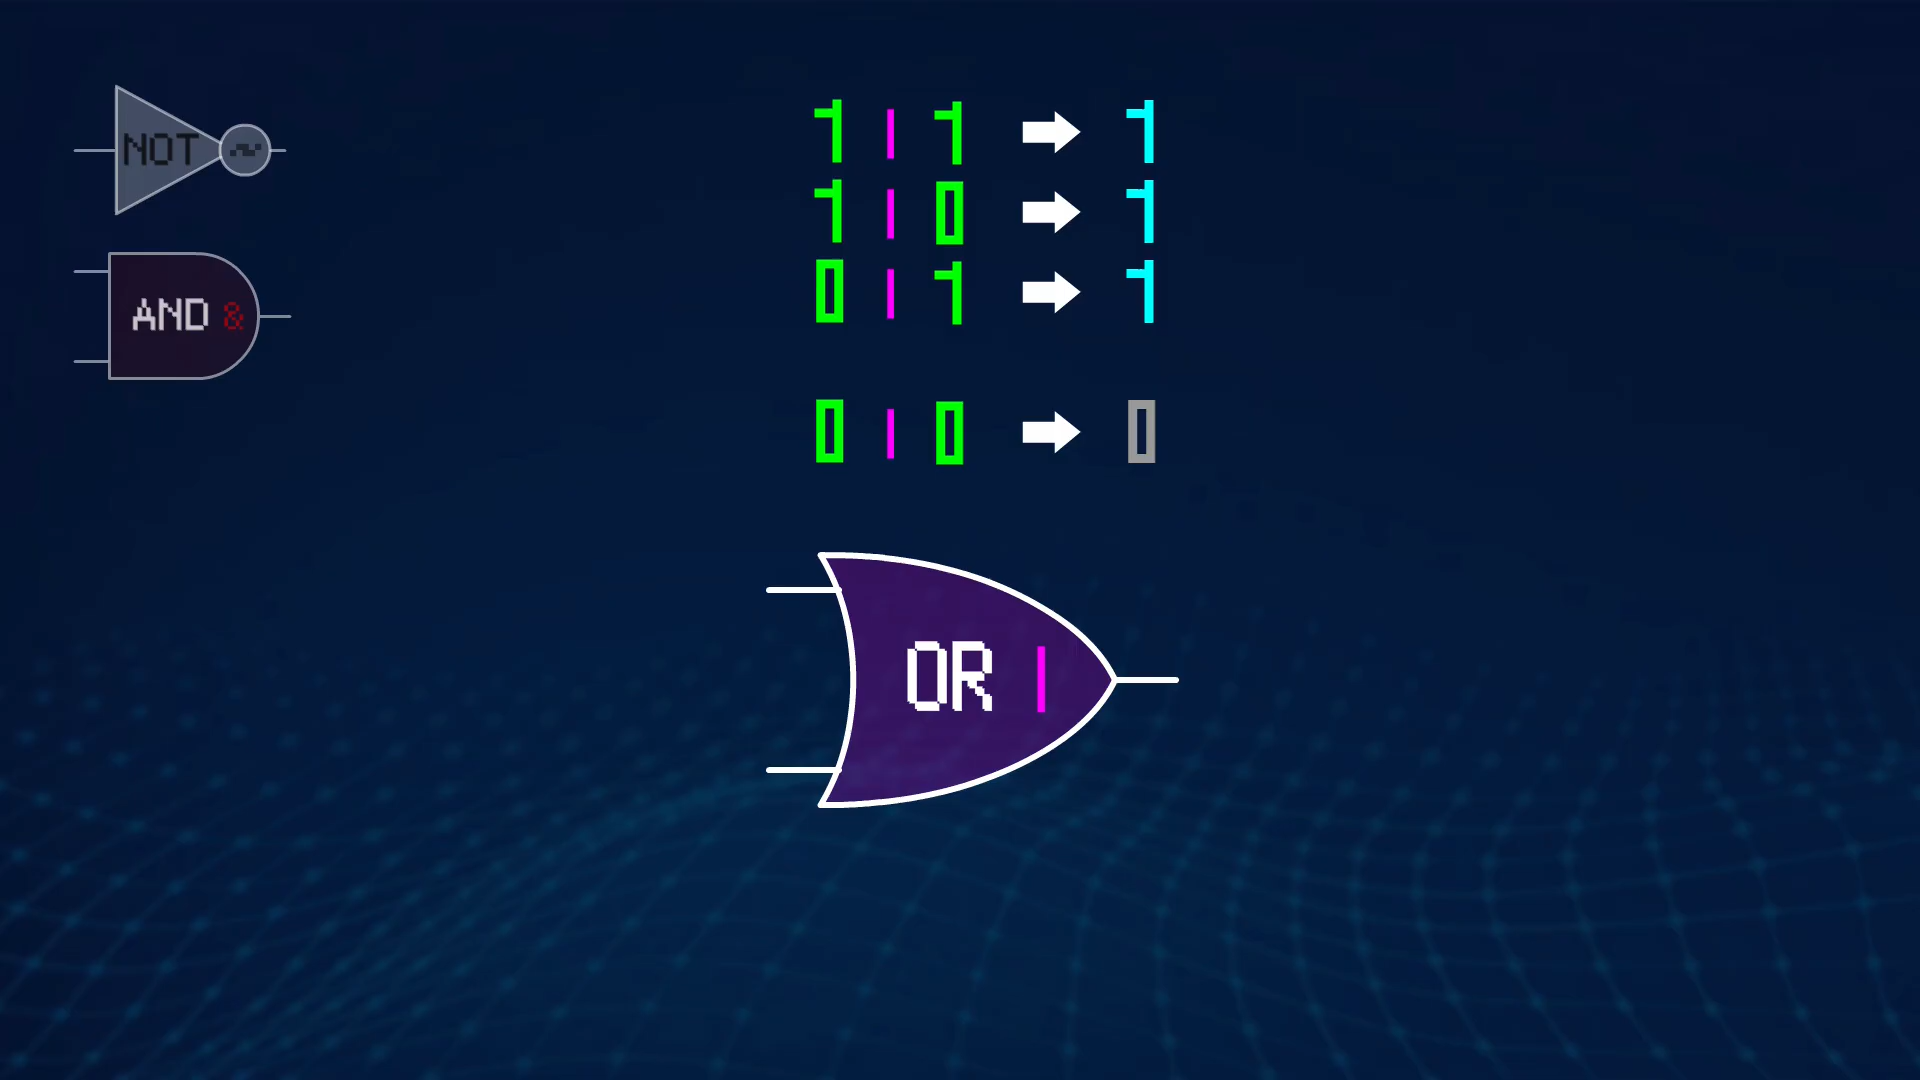 NOT ~
AND &
1 | 1 ➡ 1
1 | 0 ➡ 1
0 | 1 ➡ 1
0 | 0 ➡ 0
OR |